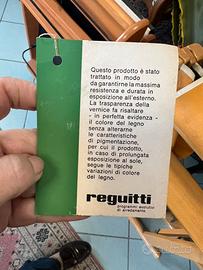 Questo prodotto è stato
trattato in modo
da garantirne la massima
resistenza e durata in
esposizione all'esterno.
La trasparenza della
vernice fa risaltare
- in perfetta evidenza -
il colore del legno
senza alterarne
le caratteristiche
di pigmentazione,
per cui il prodotto,
in caso di prolungata
esposizione al sole,
segue le tipiche
variazioni di colore
del legno.
reguitti
programmi esclusivi
di arredamento